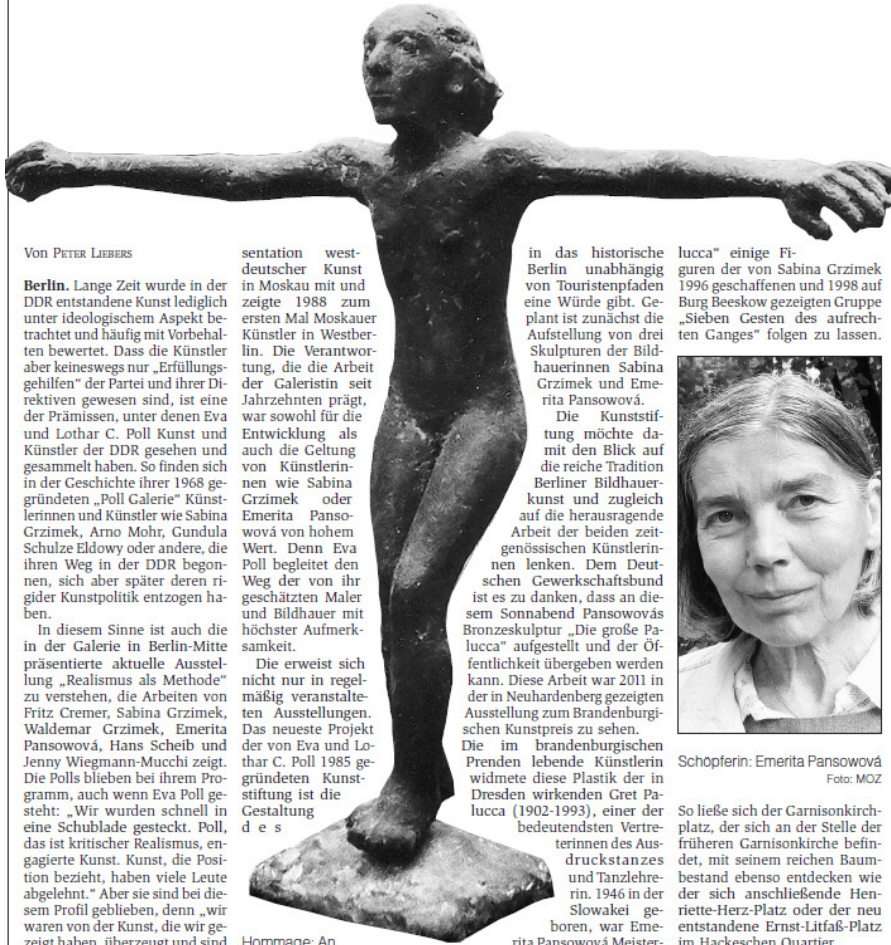 Von Peter Liebers
Berlin. Lange Zeit wurde in der
DDR entstandene Kunst lediglich
unter ideologischem Aspekt be-
trachtet und häufig mit Vorbehal-
ten bewertet. Dass die Künstler
aber keineswegs nur „Erfüllungs-
gehilfen“ der Partei und ihrer Di-
rektiven gewesen sind, ist eine
der Prämissen, unter denen Eva
und Lothar C. Poll Kunst und
Künstler der DDR gesehen und
gesammelt haben. So finden sich
in der Geschichte ihrer 1968 ge-
gründeten „Poll Galerie“ Künst-
lerinnen und Künstler wie Sabina
Grzimek, Arno Mohr, Gundula
Schulze Eldowy oder andere, die
ihren Weg in der DDR begon-
nen, sich aber später deren ri-
gider Kunstpolitik entzogen ha-
ben.
In diesem Sinne ist auch die
in der Galerie in Berlin-Mitte
präsentierte aktuelle Ausstel-
lung „Realismus als Methode“
zu verstehen, die Arbeiten von
Fritz Cremer, Sabina Grzimek,
Waldemar Grzimek, Emerita
Pansowová, Hans Scheib und
Jenny Wiegmann-Mucchi zeigt.
Die Polls blieben bei ihrem Pro-
gramm, auch wenn Eva Poll ge-
steht: „Wir wurden schnell in
eine Schublade gesteckt. Poll,
das ist kritischer Realismus, en-
gagierte Kunst. Kunst, die Posi-
tion bezieht, haben viele Leute
abgelehnt.“ Aber sie sind bei die-
sem Profil geblieben, denn „wir
waren von der Kunst, die wir ge-
zeigt haben, überzeugt und sind
sentation west-
deutscher Kunst
in Moskau mit und
zeigte 1988 zum
ersten Mal Moskauer
Künstler in Westber-
lin. Die Verantwor-
tung, die die Arbeit
der Galeristin seit
Jahrzehnten prägt,
war sowohl für die
Entwicklung als
auch die Geltung
von Künstlerin-
nen wie Sabina
Grzimek oder
Emerita Panso-
wová von hohem
Wert. Denn Eva
Poll begleitet den
Weg der von ihr
geschätzten Maler
und Bildhauer mit
höchster Aufmerk-
samkeit.
Die erweist sich
nicht nur in regel-
mäßig veranstalte-
ten Ausstellungen.
Das neueste Projekt
der von Eva und Lo-
thar C. Poll 1985 ge-
gründeten Kunst-
stiftung ist die
Gestaltung
des
Hommage: An
in das historische
Berlin unabhängig
von Touristenpfaden
eine Würde gibt. Ge-
plant ist zunächst die
Aufstellung von drei
Skulpturen der Bild-
hauerinnen Sabina
Grzimek und Eme-
rita Pansowová.
Die Kunststif-
tung möchte da-
mit den Blick auf
die reiche Tradition
Berliner Bildhauer-
kunst und zugleich
auf die herausragende
Arbeit der beiden zeit-
genössischen Künstlerin-
nen lenken. Dem Deut-
schen Gewerkschaftsbund
ist es zu danken, dass an die-
sem Sonnabend Pansowovás
Bronzeskulptur „Die große Pa-
lucca“ aufgestellt und der Öf-
fentlichkeit übergeben werden
kann. Diese Arbeit war 2011 in
der in Neuhardenberg gezeigten
Ausstellung zum Brandenburgi-
schen Kunstpreis zu sehen.
Die im brandenburgischen
Prenden lebende Künstlerin
widmete diese Plastik der in
Dresden wirkenden Gret Pa-
lucca (1902-1993), einer der
bedeutendsten Vertre-
terinnen des Aus-
druckstanzes
und Tanzlehre-
rin. 1946 in der
Slowakei ge-
boren, war Eme-
rita Pansowová Meister-
lucca“ einige Fi-
guren der von Sabina Grzimek
1996 geschaffenen und 1998 auf
Burg Beeskow gezeigten Gruppe
„Sieben Gesten des aufrech-
ten Ganges“ folgen zu lassen.
Schöpferin: Emerita Pansowová
Foto: MOZ
So ließe sich der Garnisonkirch-
platz, der sich an der Stelle der
früheren Garnisonkirche befin-
det, mit seinem reichen Baum-
bestand ebenso entdecken wie
der sich anschließende Hen-
riette-Herz-Platz oder der neu
entstandene Ernst-Litfaß-Platz
im Hackeschen Quartier.